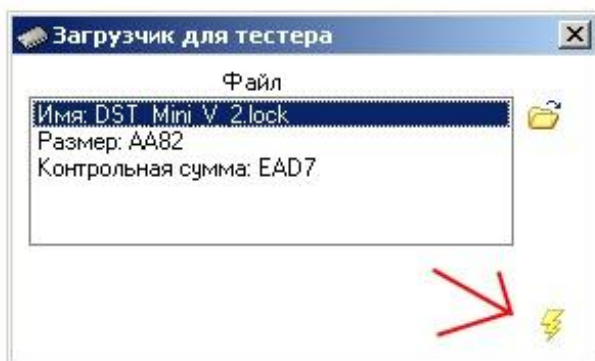 Загрузчик для тестера
Файл
Имя: DST_Mini_V_2.lock
Размер: AA82
Контрольная сумма: EAD7